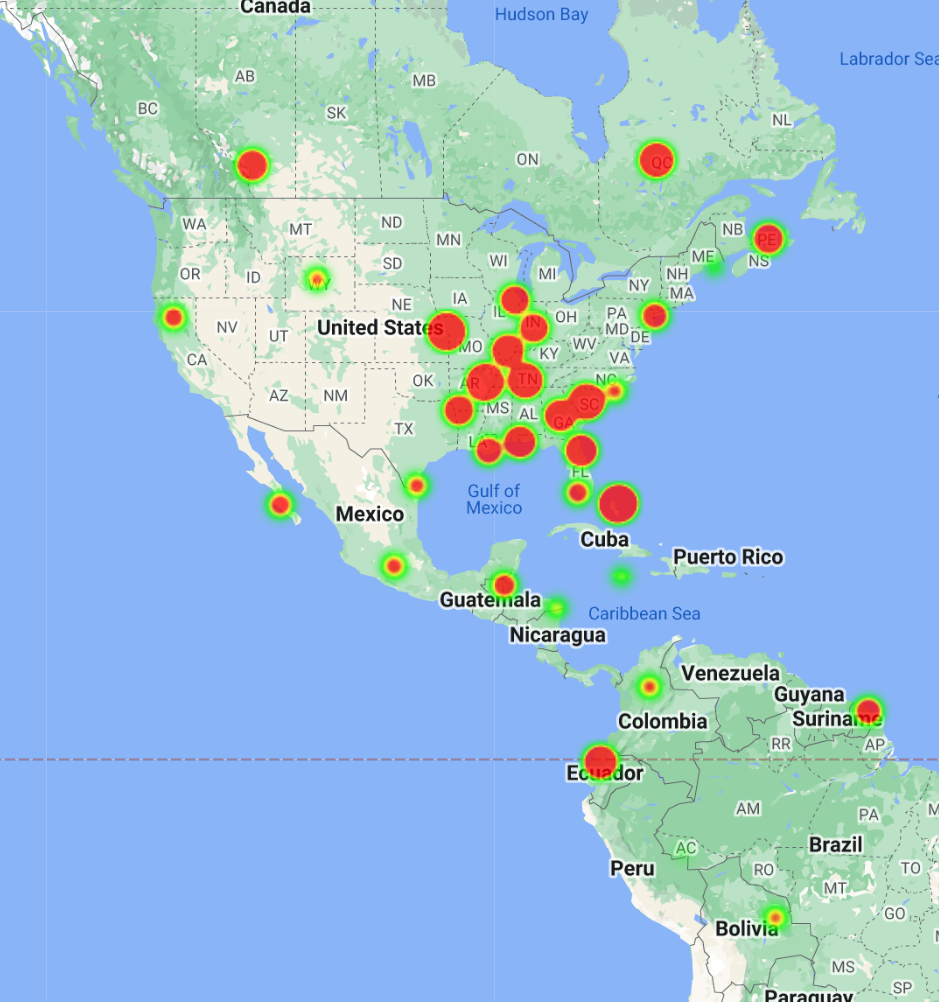 Canada
Hudson Bay
Labrador Sea
AB
MB
BC
SK
NL
ON
QC
WA
MT
ND
MN
NB
PE
NS
ME
OR
ID
WY
SD
WI
MI
NH
NY
MA
NE
IA
IL
IN
OH
PA
MD
DE
United States
NV
UT
MO
KY
WV
VA
CA
AZ
NM
OK
AR
TN
NC
SC
MS
AL
GA
TX
LA
FL
Gulf of
Mexico
Mexico
Cuba
Puerto Rico
Guatemala
Caribbean Sea
Nicaragua
Venezuela
Guyana
Suriname
Colombia
RR
AP
Ecuador
AM
PA
Brazil
AC
Peru
RO
TO
MT
GO
Bolivia
MS
SP
Paraguay